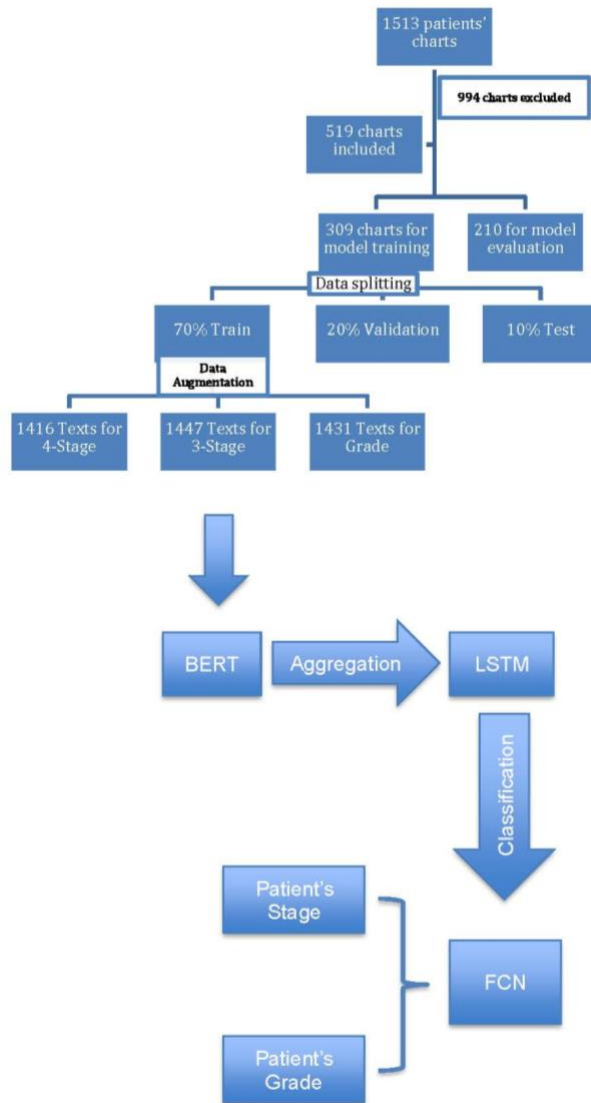 1513 patients'
charts
994 charts excluded
519 charts
included
309 charts for
model training
210 for model
evaluation
Data splitting
70% Train
20% Validation
10% Test
Data
Augmentation
1416 Texts for
4-Stage
1447 Texts for
3-Stage
1431 Texts for
Grade
BERT
Aggregation
LSTM
Classification
Patient's
Stage
FCN
Patient's
Grade